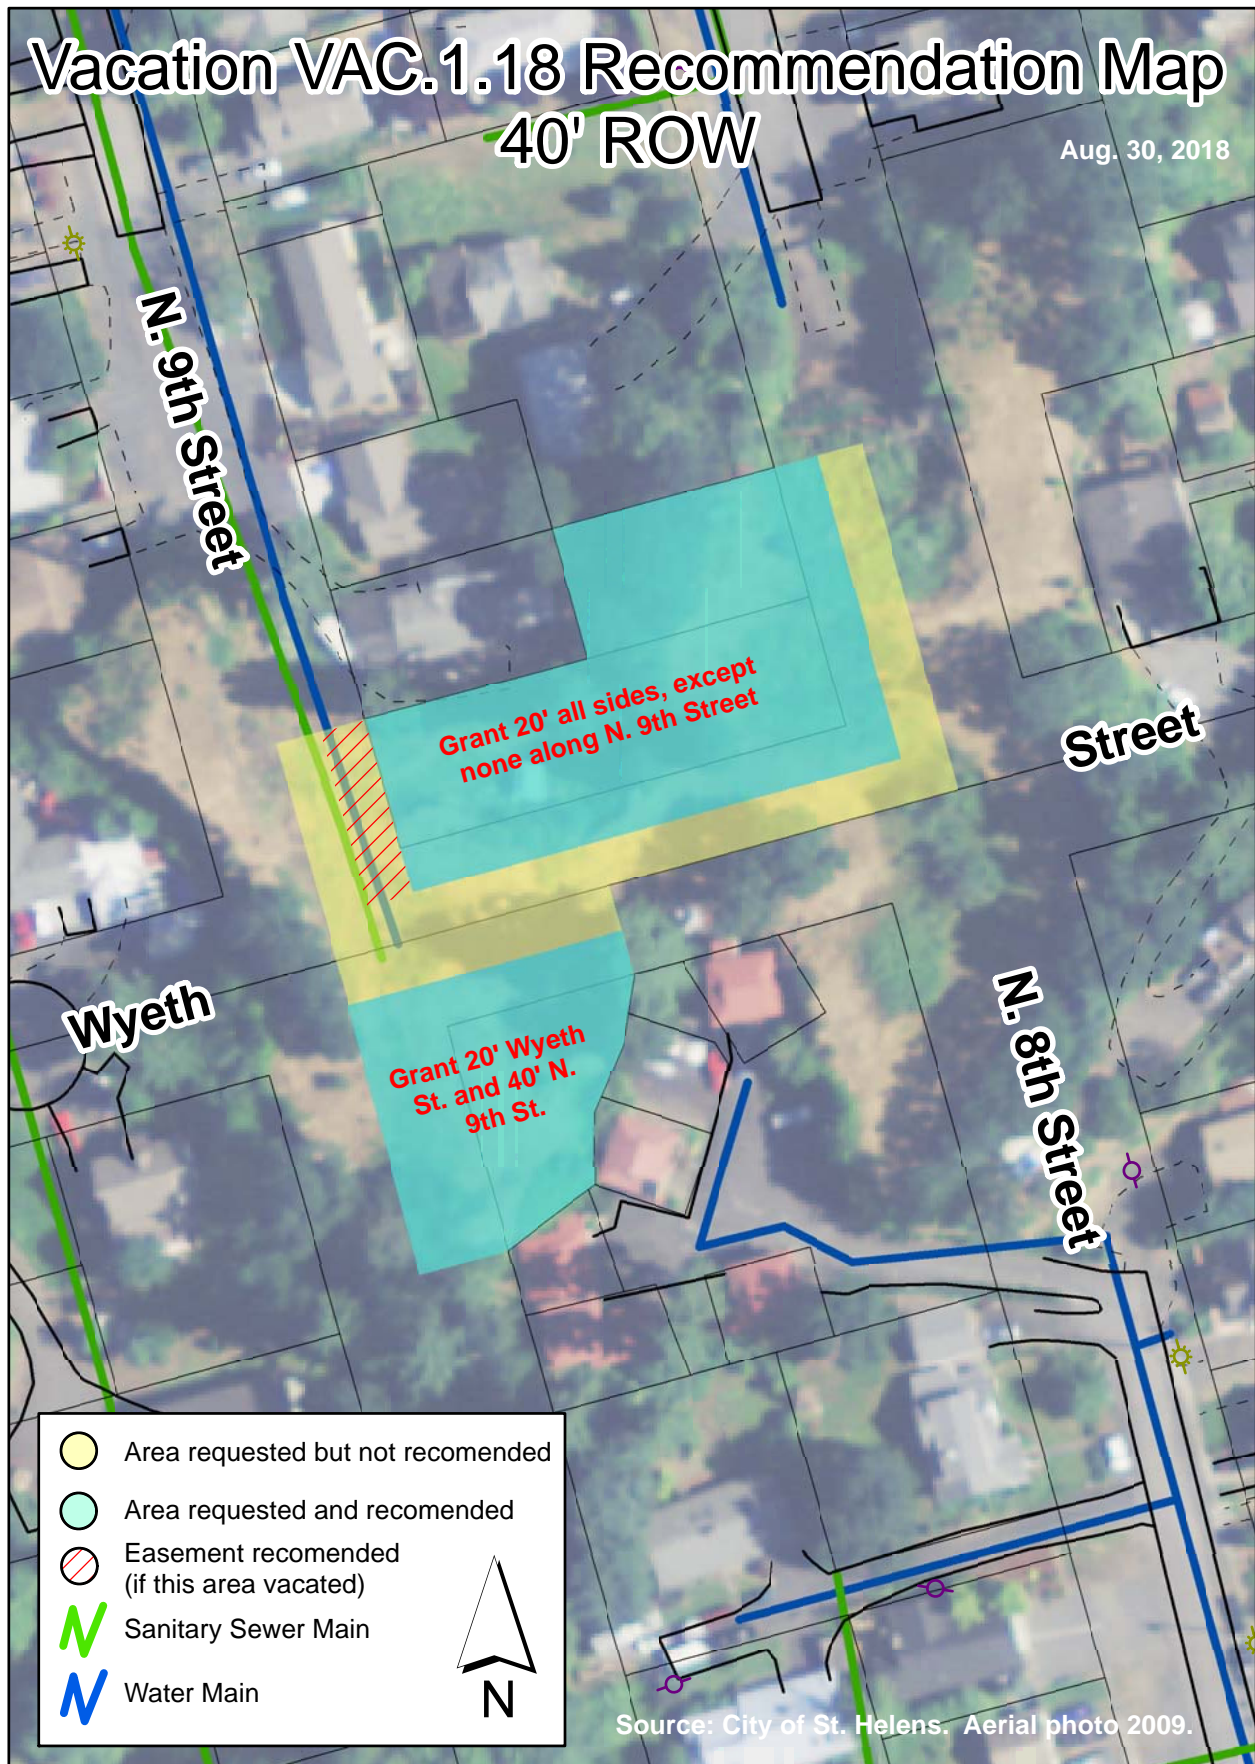 Vacation VAC.1.18 Recommendation Map
40' ROW
Aug. 30, 2018
N. 9th Street
Grant 20' all sides, except
none along N. 9th Street
Street
Wyeth
Grant 20' Wyeth
St. and 40' N.
9th St.
N. 8th Street
Area requested but not recomended
Area requested and recomended
Easement recomended
(if this area vacated)
Sanitary Sewer Main
Water Main
N
Source: City of St. Helens. Aerial photo 2009.